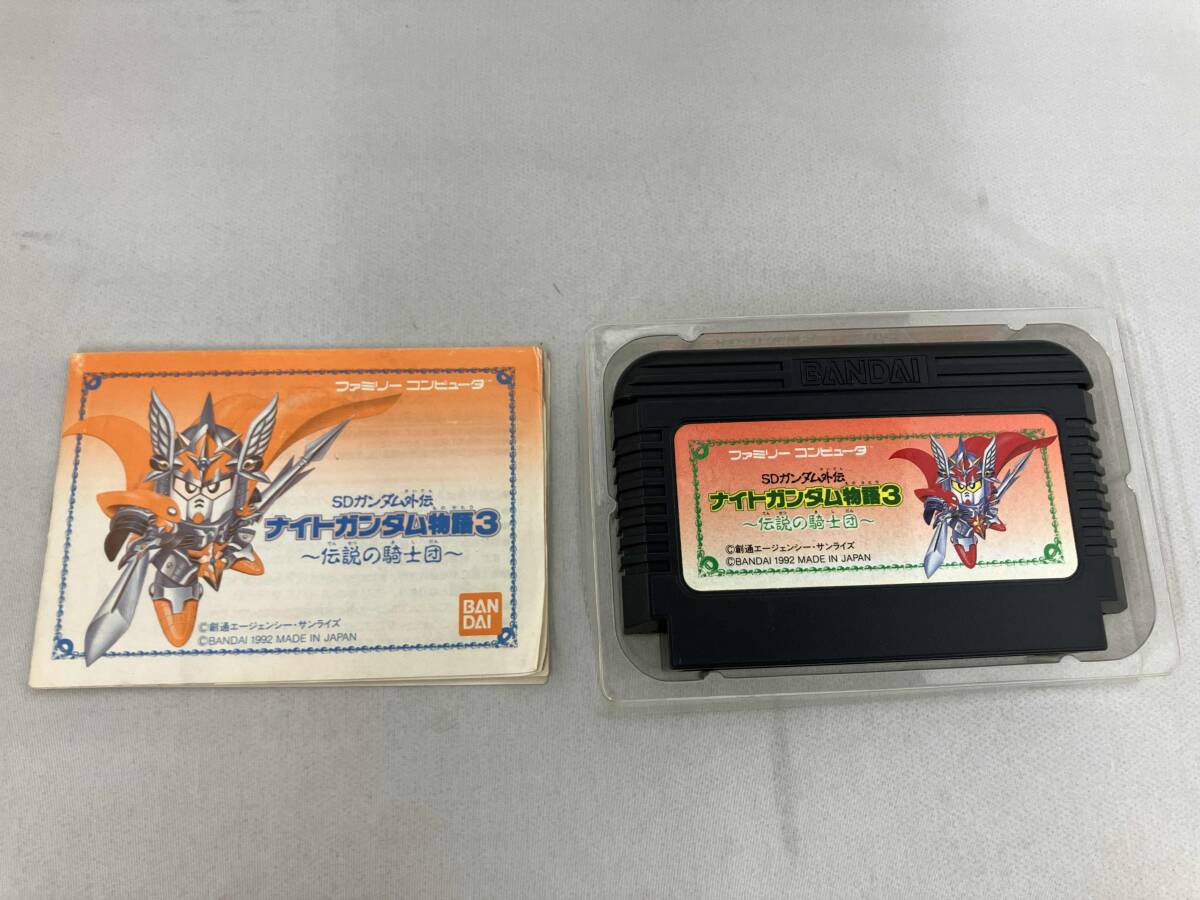 ファミリー コンピュータ™
SDガンダム外伝
ナイトガンダム物語3
～伝説の騎士団～
BAN
DAI
©創通エージェンシー・サンライズ
©BANDAI 1992 MADE IN JAPAN
BANDAI
ファミリー コンピュータ™
SDガンダム外伝
ナイトガンダム物語3
～伝説の騎士団～
©創通エージェンシー・サンライズ
©BANDAI 1992 MADE IN JAPAN